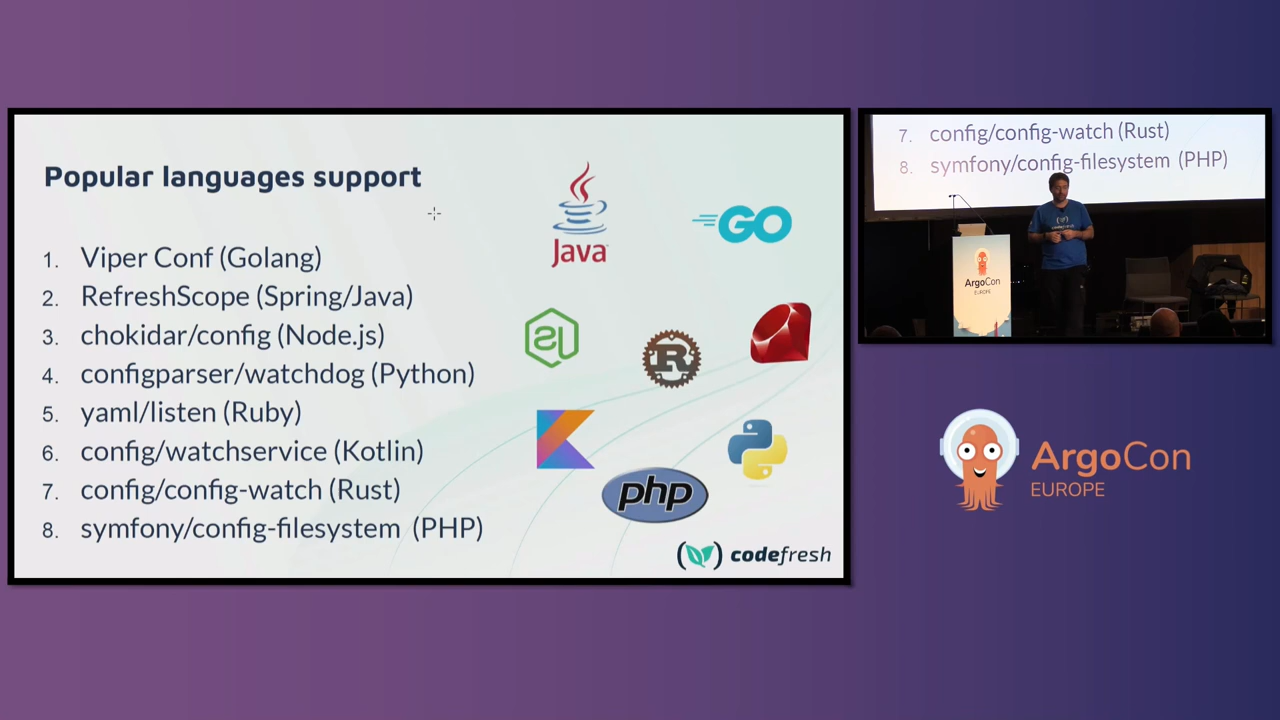 Popular languages support
1. Viper Conf (Golang)
2. RefreshScope (Spring/Java)
3. chokidar/config (Node.js)
4. configparser/watchdog (Python)
5. yaml/listen (Ruby)
6. config/watchservice (Kotlin)
7. config/config-watch (Rust)
8. symfony/config-filesystem (PHP)
Java
GO
JS
R
php
codefresh
7. config/config-watch (Rust)
8. symfony/config-filesystem (PHP)
ArgoCon
EUROPE
ArgoCon
EUROPE